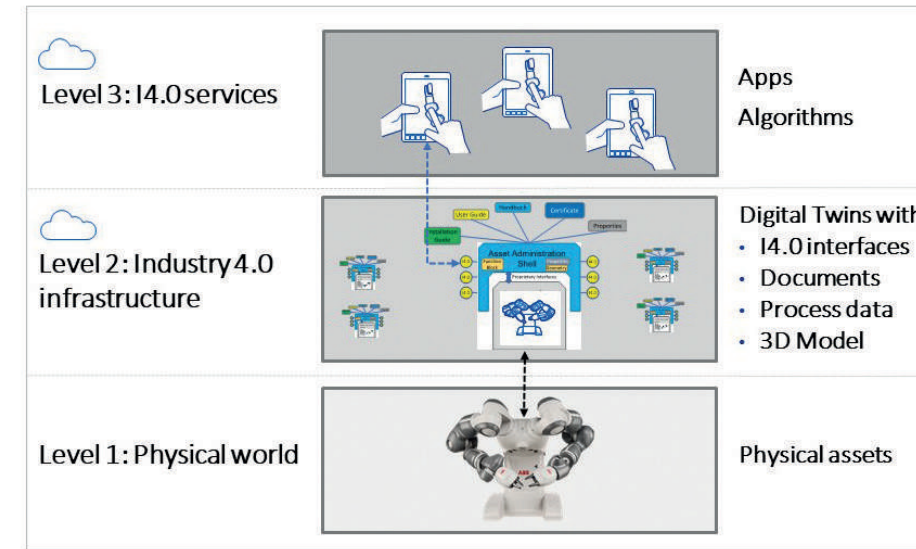 Level 3: I4.0 services
Apps
Algorithms
Level 2: Industry 4.0
infrastructure
User Guide
Handbook
Certificate
Properties
Installation
Guide
Asset Administration
Shell
Proprietary Interfaces
Digital Twins with
• I4.0 interfaces
• Documents
• Process data
• 3D Model
Level 1: Physical world
ABB
Physical assets